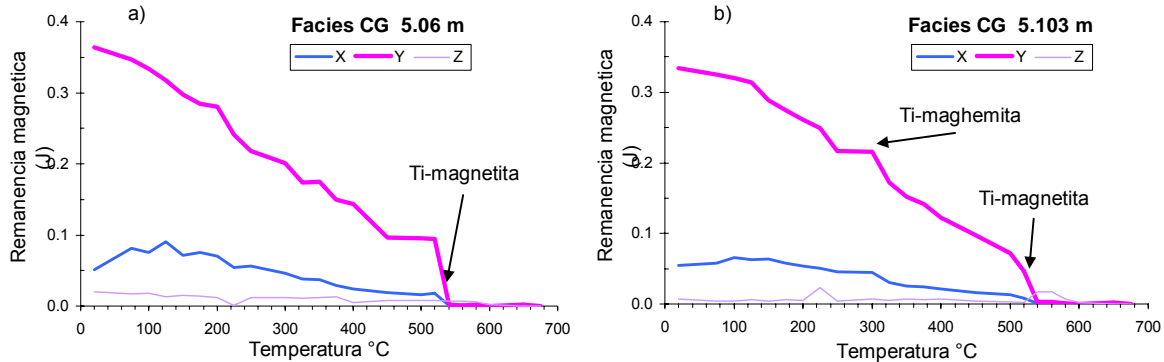 a)
Facies CG 5.06 m
X Y Z
Remanencia magnetica
(J)
0.4
0.3
0.2
0.1
0.0
Ti-magnetita
0 100 200 300 400 500 600 700
Temperatura °C
b)
Facies CG 5.103 m
X Y Z
Remanencia magnetica
(J)
0.4
0.3
0.2
0.1
0.0
Ti-maghemita
Ti-magnetita
0 100 200 300 400 500 600 700
Temperatura °C